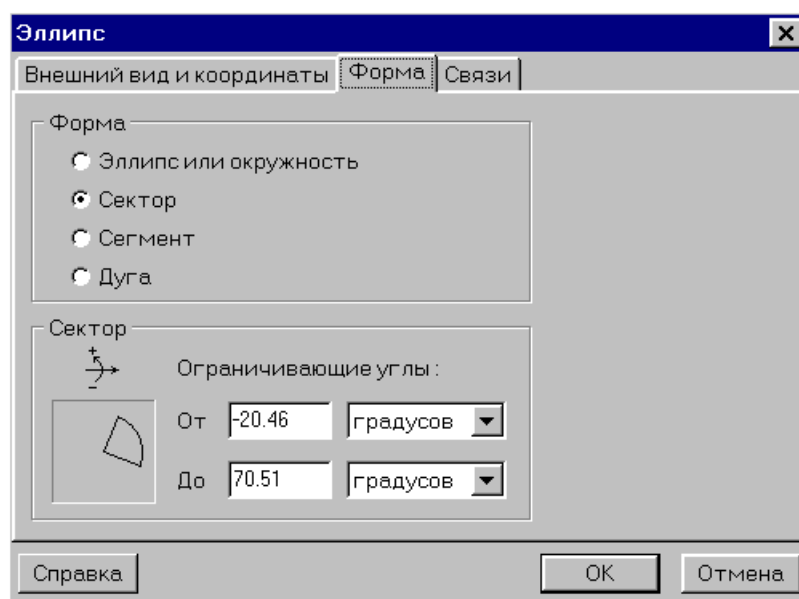 Эллипс
Внешний вид и координаты Форма Связи
Форма
Эллипс или окружность
Сектор
Сегмент
Дуга
Сектор
+
−
Ограничивающие углы :
От -20.46 градусов
До 70.51 градусов
Справка OK Отмена